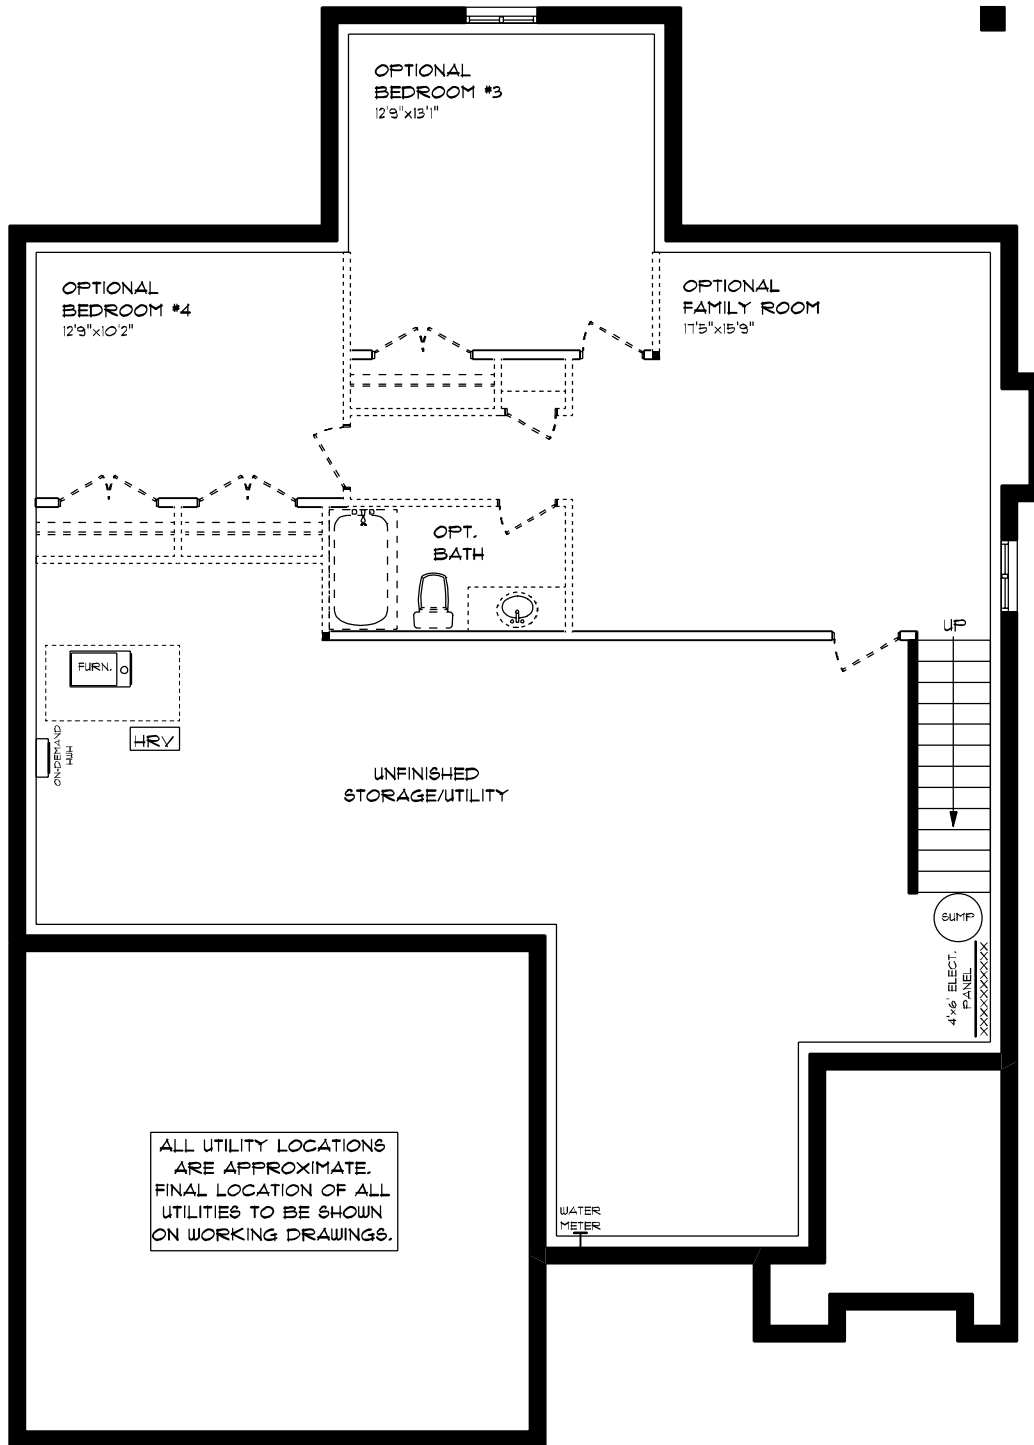 OPTIONAL
BEDROOM #3
12'9"x13'1"
OPTIONAL
BEDROOM #4
12'9"x10'2"
OPTIONAL
FAMILY ROOM
17'5"x15'9"
OPT.
BATH
UP
FURN.
HRV
ON-DEMAND
HWH
UNFINISHED
STORAGE/UTILITY
SUMP
4'x6' ELECT.
PANEL
ALL UTILITY LOCATIONS
ARE APPROXIMATE.
FINAL LOCATION OF ALL
UTILITIES TO BE SHOWN
ON WORKING DRAWINGS.
WATER
METER